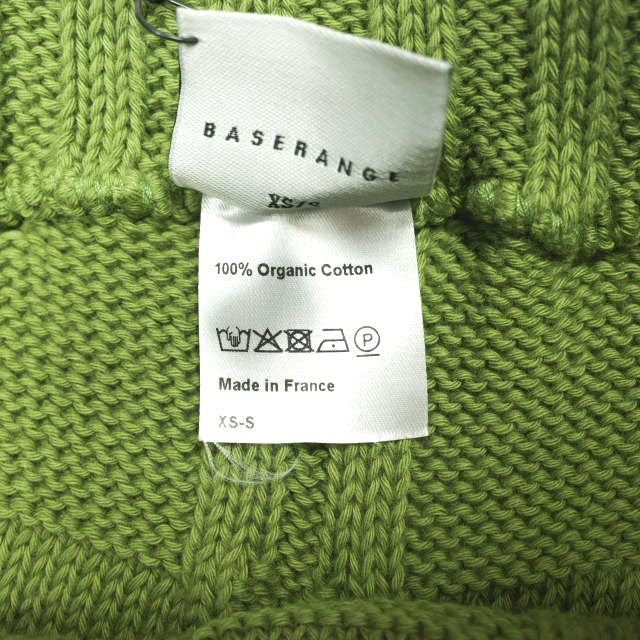 BASERANGE
XS/S
100% Organic Cotton
P
Made in France
XS-S